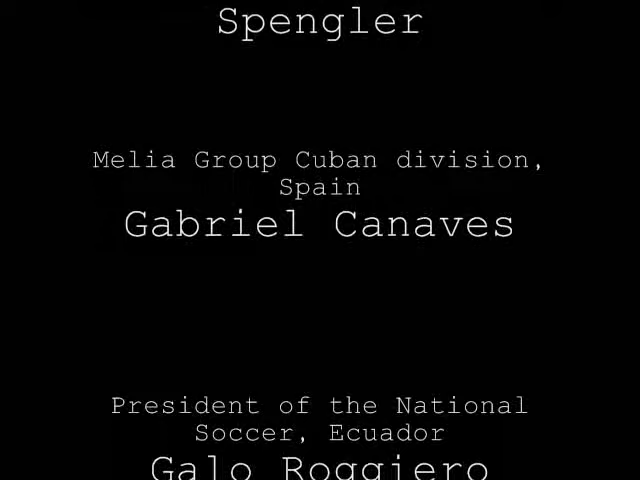 Spengler
Melia Group Cuban division,
Spain
Gabriel Canaves
President of the National
Soccer, Ecuador
Galo Roggiero